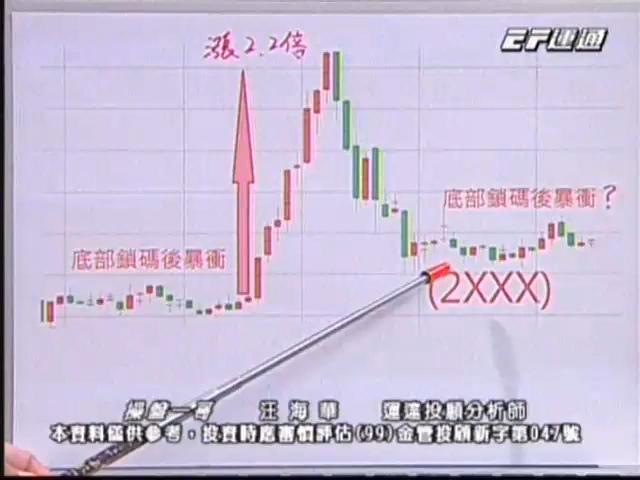 漲2.2倍
EF運通
底部鎖碼後暴衝?
底部鎖碼後暴衝
(2XXX)
操盤一哥 汪海華 運達投顧分析師
本資料僅供參考,投資時應審慎評估(99)金管投顧新字第047號